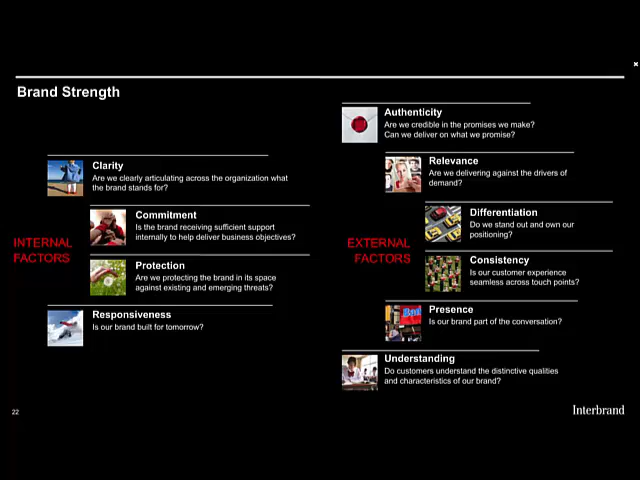 Brand Strength
INTERNAL
FACTORS
Clarity
Are we clearly articulating across the organization what
the brand stands for?
Commitment
Is the brand receiving sufficient support
internally to help deliver business objectives?
Protection
Are we protecting the brand in its space
against existing and emerging threats?
Responsiveness
Is our brand built for tomorrow?
EXTERNAL
FACTORS
Authenticity
Are we credible in the promises we make?
Can we deliver on what we promise?
Relevance
Are we delivering against the drivers of
demand?
Differentiation
Do we stand out and own our
positioning?
Consistency
Is our customer experience
seamless across touch points?
Presence
Is our brand part of the conversation?
Understanding
Do customers understand the distinctive qualities
and characteristics of our brand?
22
Interbrand